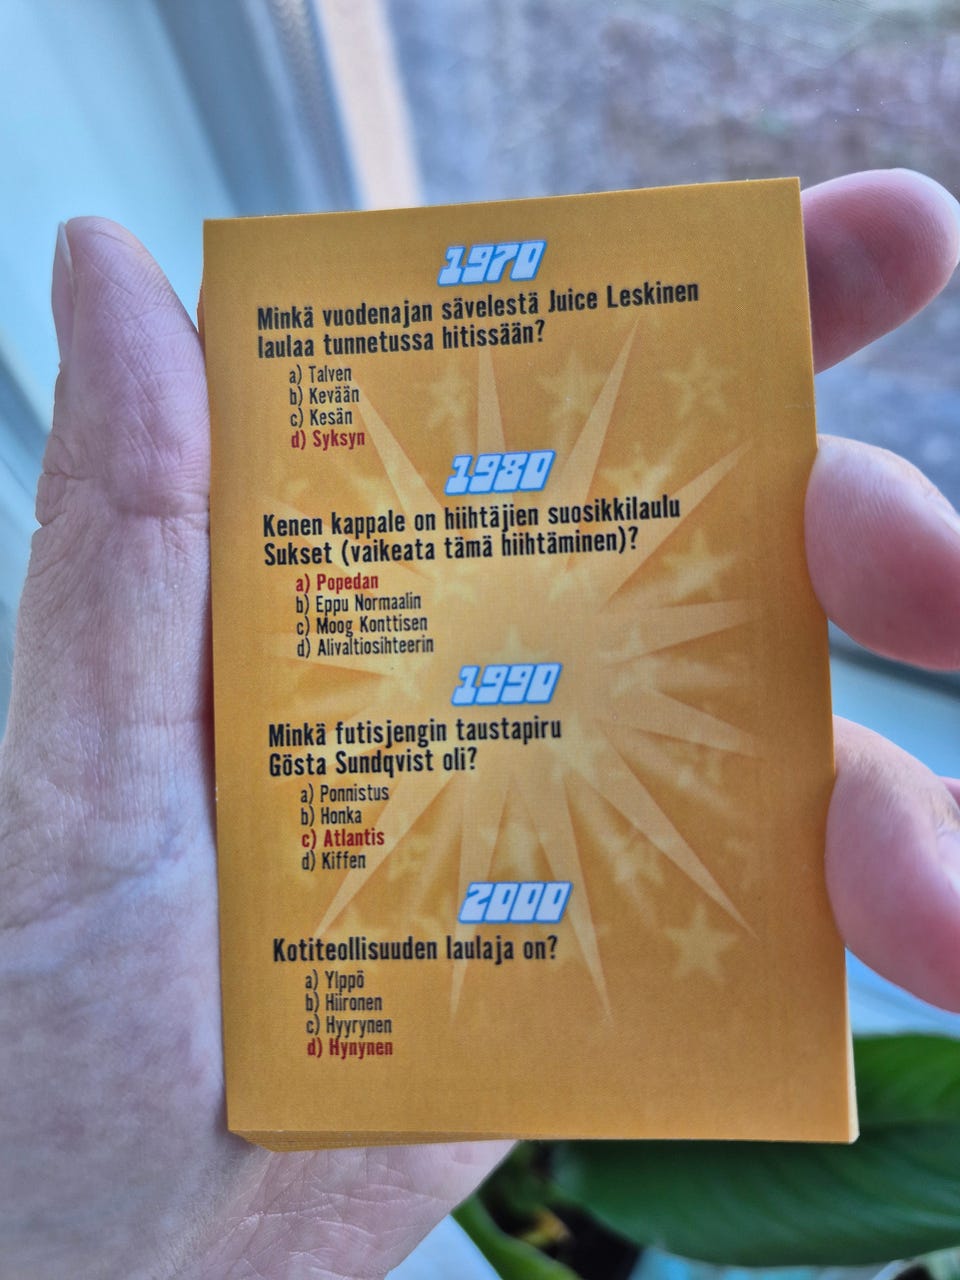 1970
Minkä vuodenajan sävelestä Juice Leskinen
laulaa tunnetussa hitissään?
a) Talven
b) Kevään
c) Kesän
d) Syksyn
1980
Kenen kappale on hiihtäjien suosikkilaulu
Sukset (vaikeata tämä hiihtäminen)?
a) Popedan
b) Eppu Normaalin
c) Moog Konttisen
d) Alivaltiosihteerin
1990
Minkä futisjengin taustapiru
Gösta Sundqvist oli?
a) Ponnistus
b) Honka
c) Atlantis
d) Kiffen
2000
Kotiteollisuuden laulaja on?
a) Ylppö
b) Hiironen
c) Hyyrynen
d) Hynynen